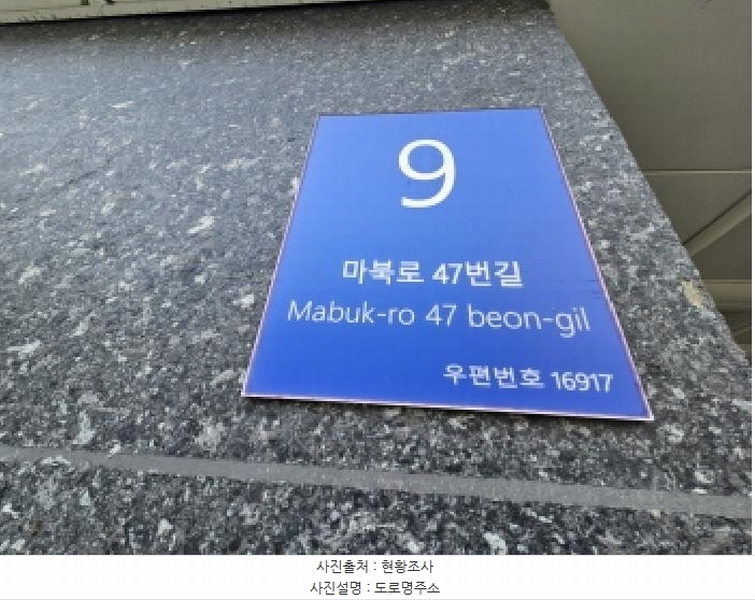 9
마북로 47번길
Mabuk-ro 47 beon-gil
우편번호 16917
사진출처 : 현황조사
사진설명 : 도로명주소